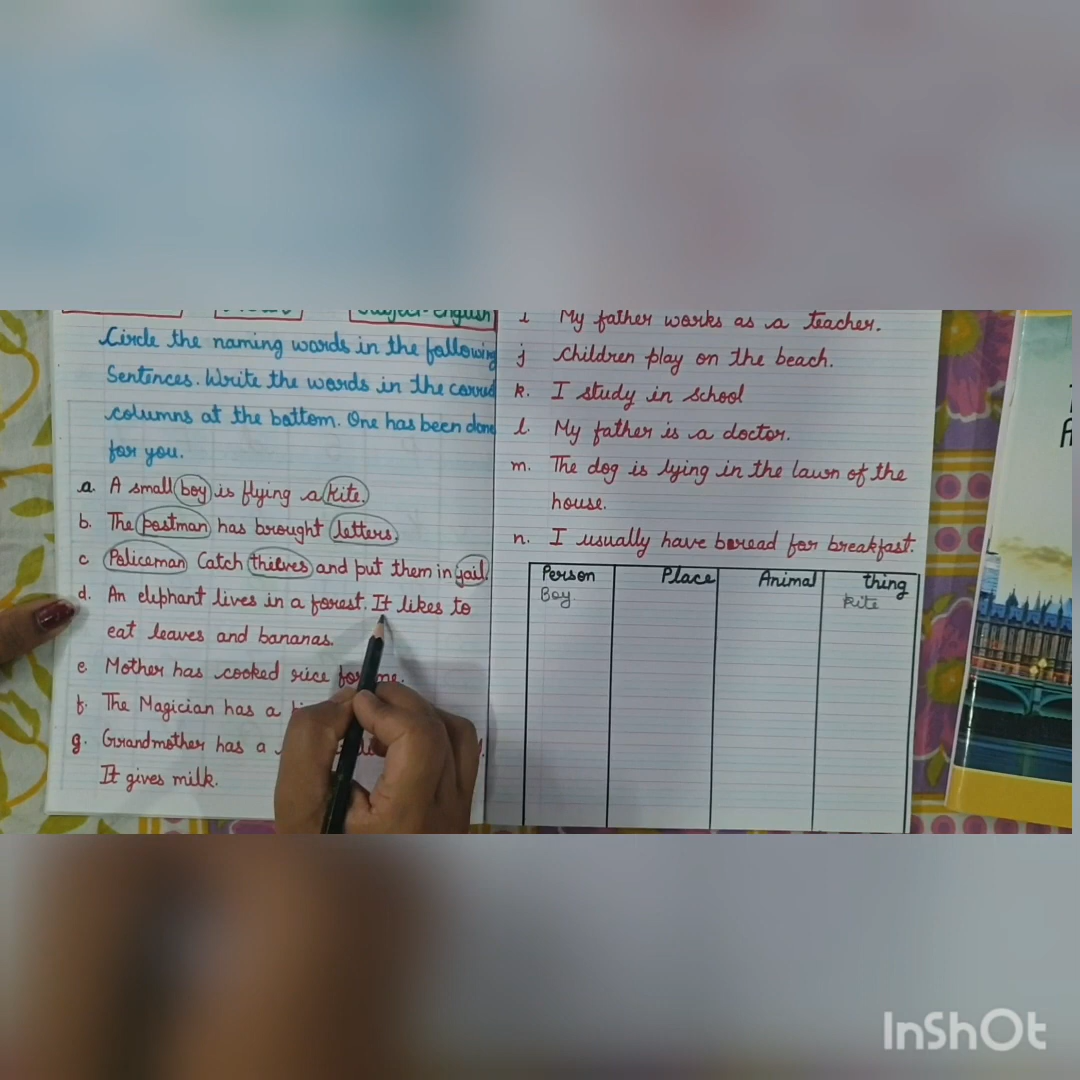 Subject-English
Circle the naming words in the following
Sentences. Write the words in the correct
columns at the bottom. One has been done
for you.
a. A small boy is flying a kite.
b. The postman has brought letters.
c Policeman Catch thieves and put them in jail.
d. An elephant lives in a forest. It likes to
eat leaves and bananas.
e. Mother has cooked rice for me.
f. The Magician has a
g. Grandmother has a
It gives milk.
i My father works as a teacher.
j children play on the beach.
k. I study in school
l. My father is a doctor.
m. The dog is lying in the lawn of the
house.
n. I usually have boread for breakfast.
Person Place Animal thing
Boy kite
InShOt